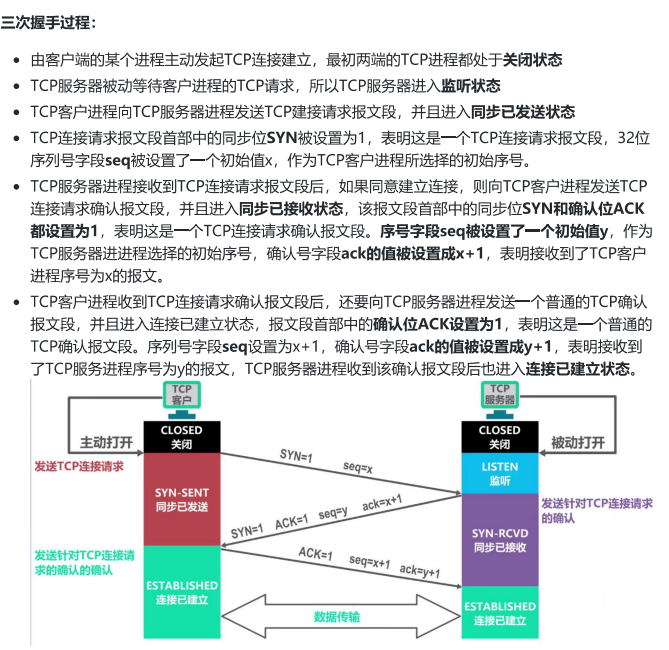 三次握手过程：
由客户端的某个进程主动发起TCP连接建立，最初两端的TCP进程都处于关闭状态
TCP服务器被动等待客户进程的TCP请求，所以TCP服务器进入监听状态
TCP客户进程向TCP服务器进程发送TCP建接请求报文段，并且进入同步已发送状态
TCP连接请求报文段首部中的同步位SYN被设置为1，表明这是一个TCP连接请求报文段，32位
序列号字段seq被设置了一个初始值x，作为TCP客户进程所选择的初始序号。
TCP服务器进程接收到TCP连接请求报文段后，如果同意建立连接，则向TCP客户进程发送TCP
连接请求确认报文段，并且进入同步已接收状态，该报文段首部中的同步位SYN和确认位ACK
都设置为1，表明这是一个TCP连接请求确认报文段。序号字段seq被设置了一个初始值y，作为
TCP服务器进进程选择的初始序号，确认号字段ack的值被设置成x+1，表明接收到了TCP客户
进程序号为x的报文。
TCP客户进程收到TCP连接请求确认报文段后，还要向TCP服务器进程发送一个普通的TCP确认
报文段，并且进入连接已建立状态，报文段首部中的确认位ACK设置为1，表明这是一个普通的
TCP确认报文段。序列号字段seq设置为x+1，确认号字段ack的值被设置成y+1，表明接收到
了TCP服务进程序号为y的报文，TCP服务器进程收到该确认报文段后也进入连接已建立状态。
TCP
客户
TCP
服务器
CLOSED
关闭
CLOSED
关闭
主动打开
被动打开
发送TCP连接请求
SYN=1 seq=x
LISTEN
监听
SYN-SENT
同步已发送
SYN=1 ACK=1 seq=y ack=x+1
发送针对TCP连接请求
的确认
SYN-RCVD
同步已接收
发送针对TCP连接请
求的确认的确认
ACK=1 seq=x+1 ack=y+1
ESTABLISHED
连接已建立
数据传输
ESTABLISHED
连接已建立